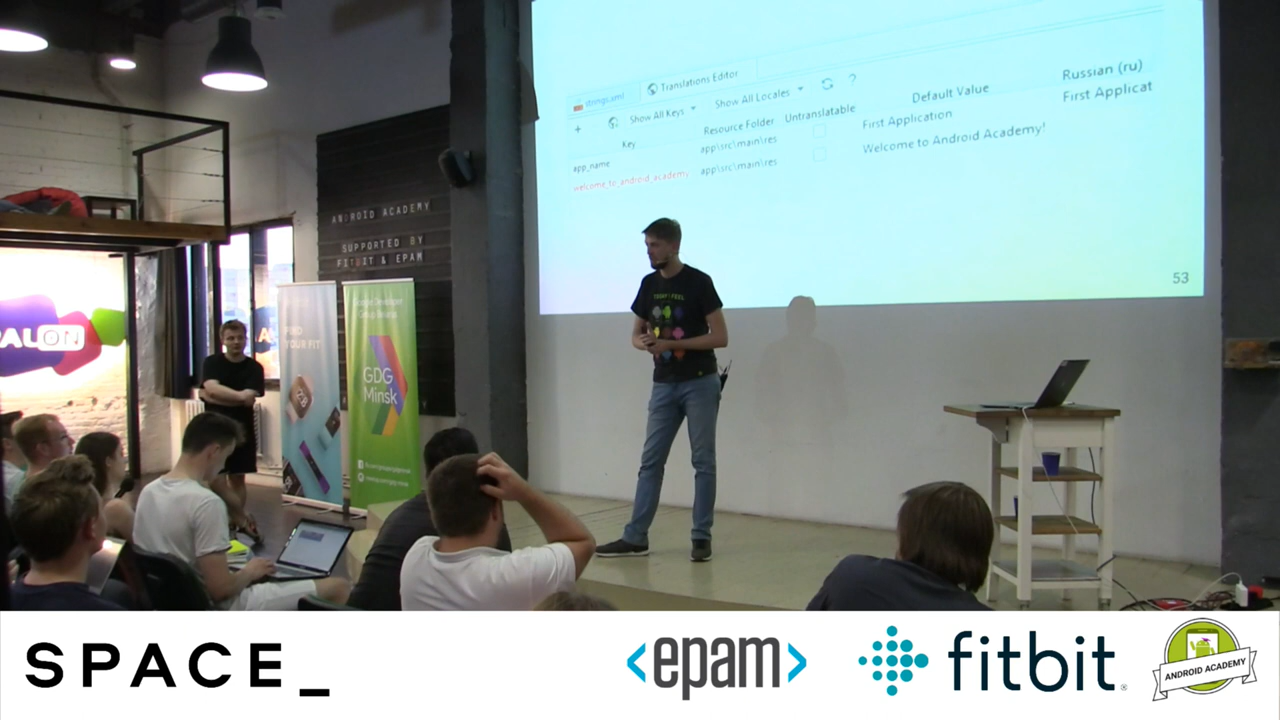 strings.xml
Translations Editor
+
Show All Keys
Show All Locales
?
Key
Resource Folder
Untranslatable
Default Value
Russian (ru)
app_name
app\src\main\res
First Application
First Applicat
welcome_to_android_academy
app\src\main\res
Welcome to Android Academy!
53
ANDROID ACADEMY
SUPPORTED BY
FITBIT & EPAM
FIND
YOUR FIT
Google Developer
Group Belarus
GDG
Minsk
PALON
SPACE_
<epam>
fitbit
ANDROID ACADEMY